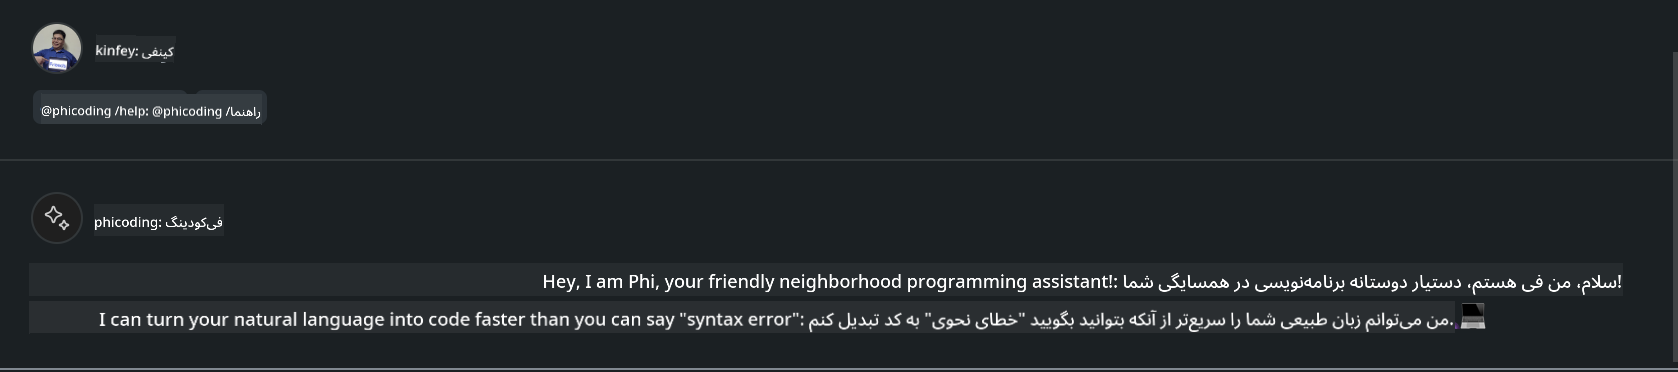 kinfey: کینفی
@phicoding /help: @phicoding /راهنما
phicoding: فی‌کودینگ
Hey, I am Phi, your friendly neighborhood programming assistant!: سلام، من فی هستم، دستیار دوستانه برنامه‌نویسی در همسایگی شما!
I can turn your natural language into code faster than you can say "syntax error": من می‌توانم زبان طبیعی شما را سریع‌تر از آنکه بتوانید بگویید "خطای نحوی" به کد تبدیل کنم.